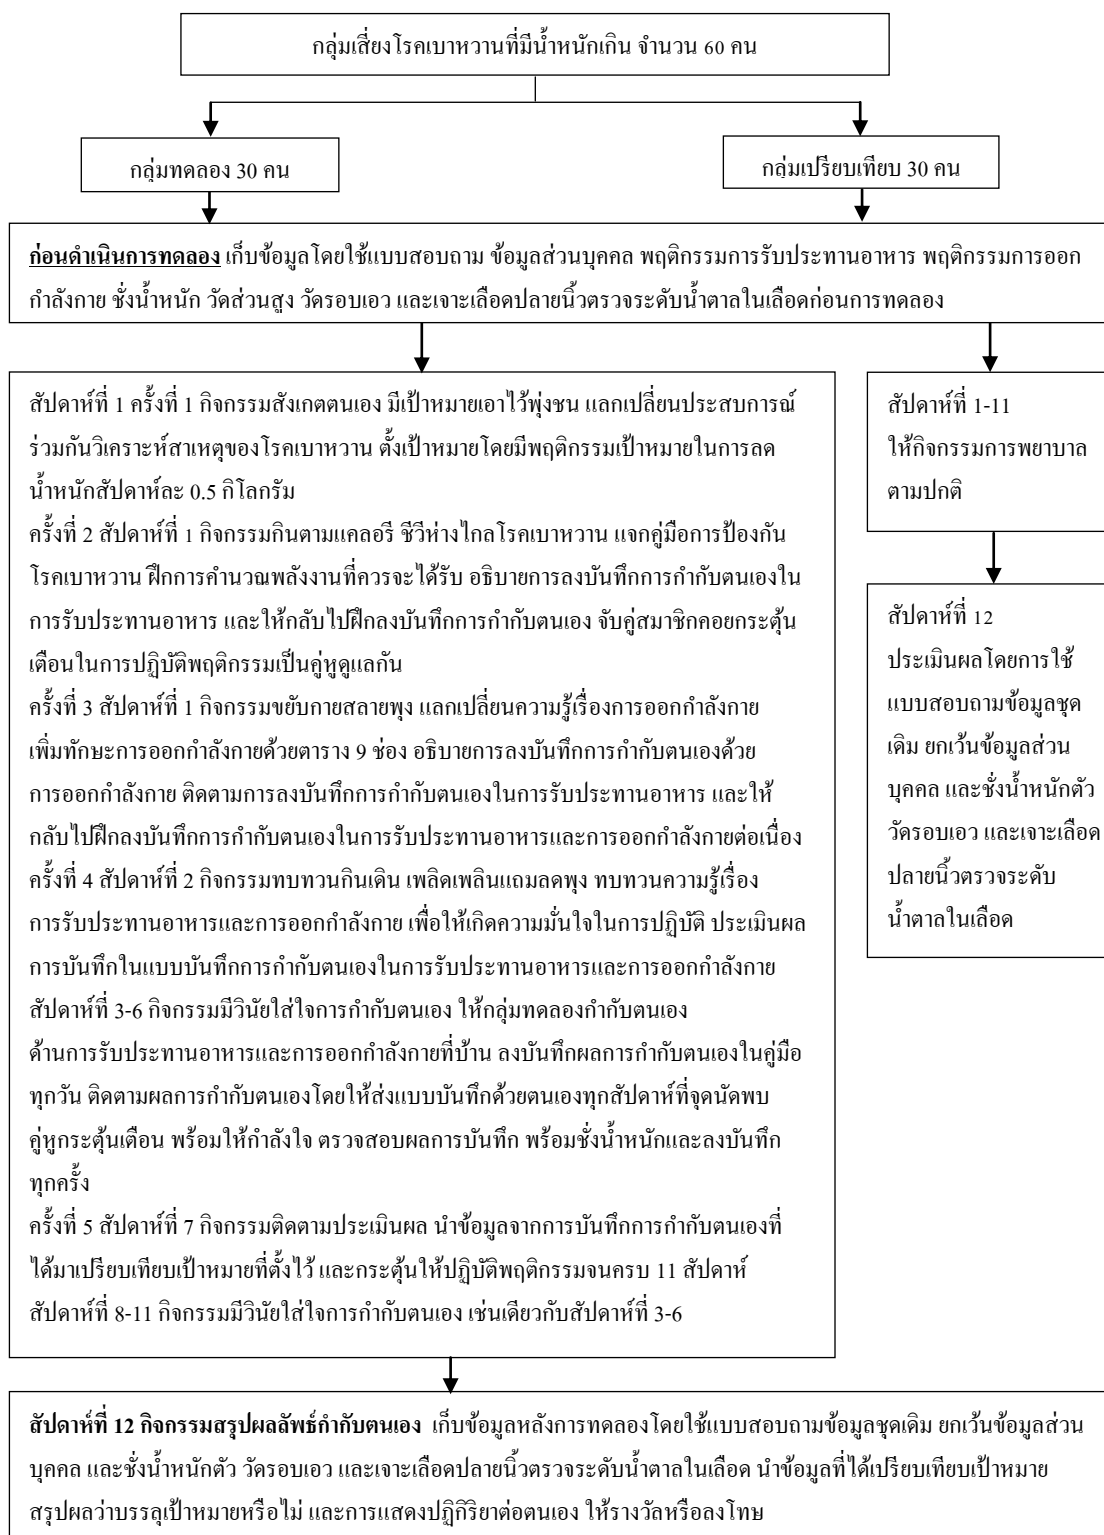 กลุ่มเสี่ยงโรคเบาหวานที่มีน้ำหนักเกิน จำนวน 60 คน
กลุ่มทดลอง 30 คน
กลุ่มเปรียบเทียบ 30 คน
ก่อนดำเนินการทดลอง เก็บข้อมูลโดยใช้แบบสอบถาม ข้อมูลส่วนบุคคล พฤติกรรมการรับประทานอาหาร พฤติกรรมการออก
กำลังกาย ชั่งน้ำหนัก วัดส่วนสูง วัดรอบเอว และเจาะเลือดปลายนิ้วตรวจระดับน้ำตาลในเลือดก่อนการทดลอง
สัปดาห์ที่ 1 ครั้งที่ 1 กิจกรรมสังเกตตนเอง มีเป้าหมายเอาไว้พุ่งชน แลกเปลี่ยนประสบการณ์
ร่วมกันวิเคราะห์สาเหตุของโรคเบาหวาน ตั้งเป้าหมายโดยมีพฤติกรรมเป้าหมายในการลด
น้ำหนักสัปดาห์ละ 0.5 กิโลกรัม
ครั้งที่ 2 สัปดาห์ที่ 1 กิจกรรมกินตามแคลอรี ชีวีห่างไกลโรคเบาหวาน แจกคู่มือการป้องกัน
โรคเบาหวาน ฝึกการคำนวณพลังงานที่ควรจะได้รับ อธิบายการลงบันทึกการกำกับตนเองใน
การรับประทานอาหาร และให้กลับไปฝึกลงบันทึกการกำกับตนเอง จับคู่สมาชิกคอยกระตุ้น
เตือนในการปฏิบัติพฤติกรรมเป็นคู่หูดูแลกัน
ครั้งที่ 3 สัปดาห์ที่ 1 กิจกรรมขยับกายสลายพุง แลกเปลี่ยนความรู้เรื่องการออกกำลังกาย
เพิ่มทักษะการออกกำลังกายด้วยตาราง 9 ช่อง อธิบายการลงบันทึกการกำกับตนเองด้วย
การออกกำลังกาย ติดตามการลงบันทึกการกำกับตนเองในการรับประทานอาหาร และให้
กลับไปฝึกลงบันทึกการกำกับตนเองในการรับประทานอาหารและการออกกำลังกายต่อเนื่อง
ครั้งที่ 4 สัปดาห์ที่ 2 กิจกรรมทบทวนกินเดิน เพลิดเพลินแถมลดพุง ทบทวนความรู้เรื่อง
การรับประทานอาหารและการออกกำลังกาย เพื่อให้เกิดความมั่นใจในการปฏิบัติ ประเมินผล
การบันทึกในแบบบันทึกการกำกับตนเองในการรับประทานอาหารและการออกกำลังกาย
สัปดาห์ที่ 3-6 กิจกรรมมีวินัยใส่ใจการกำกับตนเอง ให้กลุ่มทดลองกำกับตนเอง
ด้านการรับประทานอาหารและการออกกำลังกายที่บ้าน ลงบันทึกผลการกำกับตนเองในคู่มือ
ทุกวัน ติดตามผลการกำกับตนเองโดยให้ส่งแบบบันทึกด้วยตนเองทุกสัปดาห์ที่จุดนัดพบ
คู่หูกระตุ้นเตือน พร้อมให้กำลังใจ ตรวจสอบผลการบันทึก พร้อมชั่งน้ำหนักและลงบันทึก
ทุกครั้ง
ครั้งที่ 5 สัปดาห์ที่ 7 กิจกรรมติดตามประเมินผล นำข้อมูลจากการบันทึกการกำกับตนเองที่
ได้มาเปรียบเทียบเป้าหมายที่ตั้งไว้ และกระตุ้นให้ปฏิบัติพฤติกรรมจนครบ 11 สัปดาห์
สัปดาห์ที่ 8-11 กิจกรรมมีวินัยใส่ใจการกำกับตนเอง เช่นเดียวกับสัปดาห์ที่ 3-6
สัปดาห์ที่ 1-11
ให้กิจกรรมการพยาบาล
ตามปกติ
สัปดาห์ที่ 12
ประเมินผลโดยการใช้
แบบสอบถามข้อมูลชุด
เดิม ยกเว้นข้อมูลส่วน
บุคคล และชั่งน้ำหนักตัว
วัดรอบเอว และเจาะเลือด
ปลายนิ้วตรวจระดับ
น้ำตาลในเลือด
สัปดาห์ที่ 12 กิจกรรมสรุปผลลัพธ์กำกับตนเอง เก็บข้อมูลหลังการทดลองโดยใช้แบบสอบถามข้อมูลชุดเดิม ยกเว้นข้อมูลส่วน
บุคคล และชั่งน้ำหนักตัว วัดรอบเอว และเจาะเลือดปลายนิ้วตรวจระดับน้ำตาลในเลือด นำข้อมูลที่ได้เปรียบเทียบเป้าหมาย
สรุปผลว่าบรรลุเป้าหมายหรือไม่ และการแสดงปฏิกิริยาต่อตนเอง ให้รางวัลหรือลงโทษ